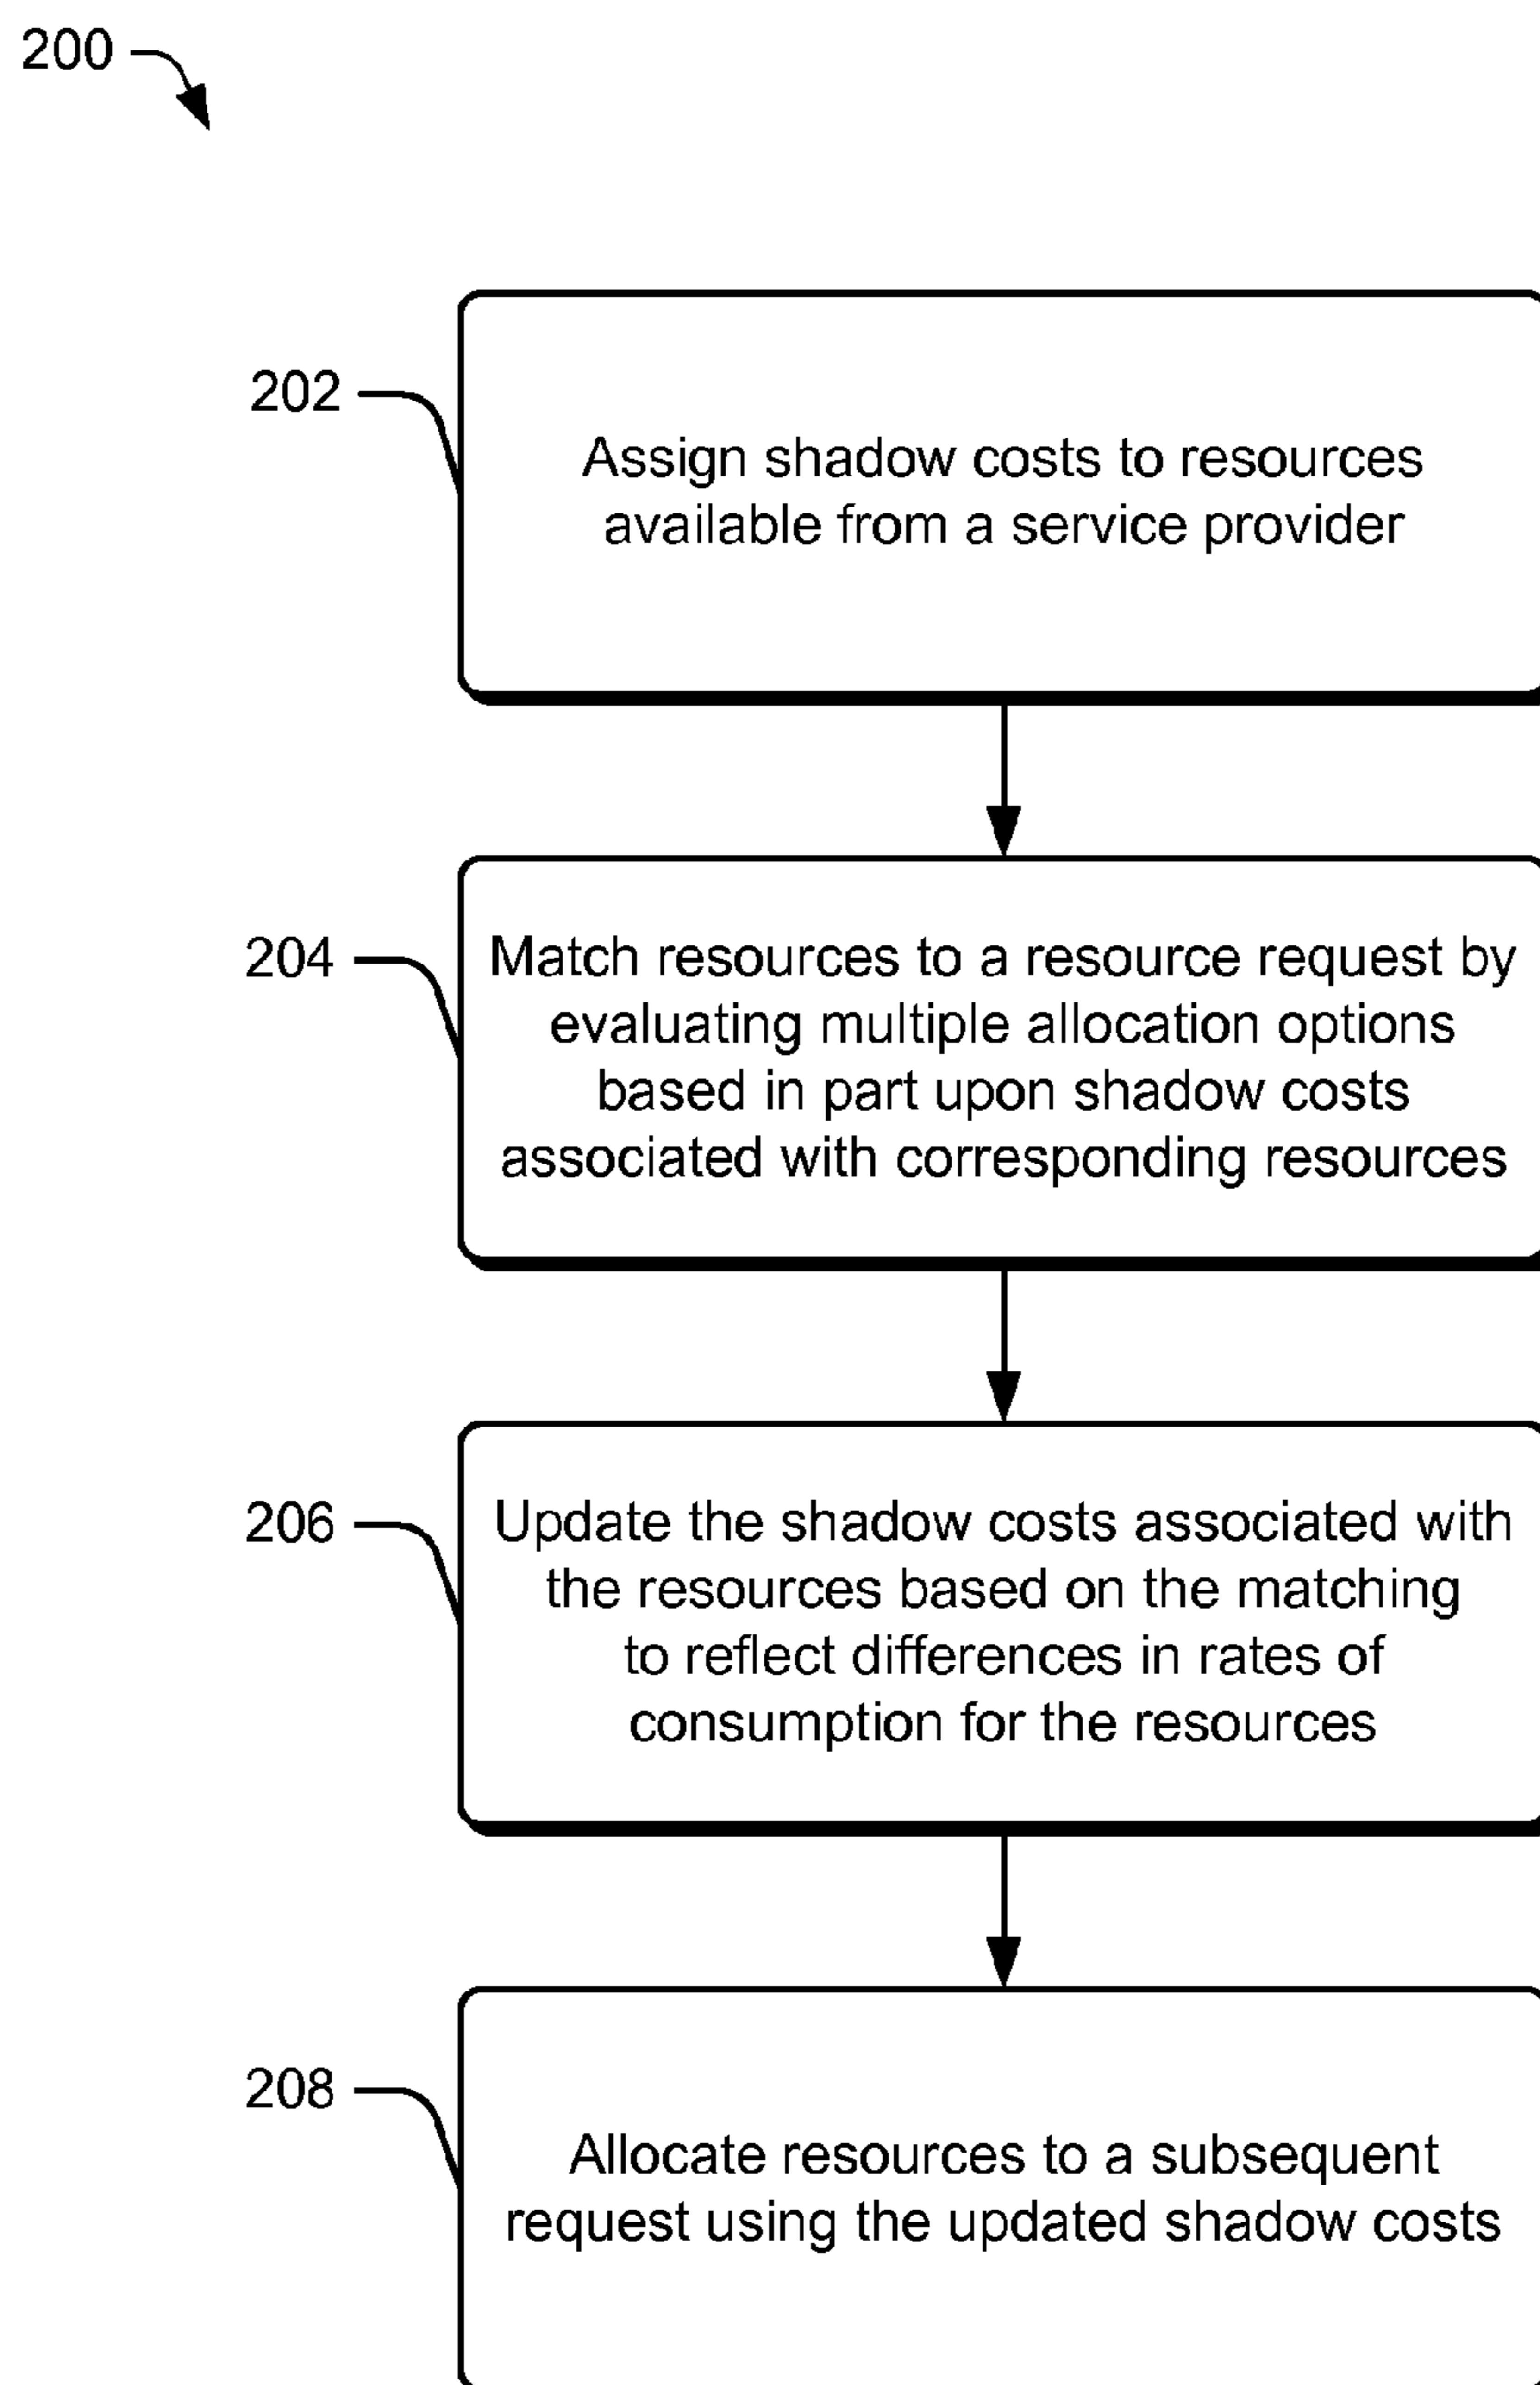 200
202
Assign shadow costs to resources
available from a service provider
204
Match resources to a resource request by
evaluating multiple allocation options
based in part upon shadow costs
associated with corresponding resources
206
Update the shadow costs associated with
the resources based on the matching
to reflect differences in rates of
consumption for the resources
208
Allocate resources to a subsequent
request using the updated shadow costs